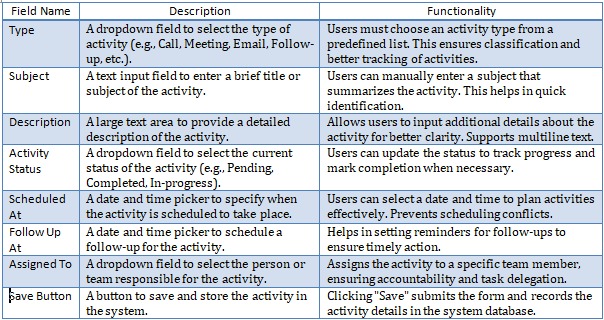 Field Name Description Functionality
Type A dropdown field to select the type of Users must choose an activity type from a
activity (e.g., Call, Meeting, Email, Follow- predefined list. This ensures classification and
up, etc.). better tracking of activities.
Subject A text input field to enter a brief title or Users can manually enter a subject that
subject of the activity. summarizes the activity. This helps in quick
identification.
Description A large text area to provide a detailed Allows users to input additional details about the
description of the activity. activity for better clarity. Supports multiline text.
Activity A dropdown field to select the current Users can update the status to track progress and
Status status of the activity (e.g., Pending, mark completion when necessary.
Completed, In-progress).
Scheduled A date and time picker to specify when Users can select a date and time to plan activities
At the activity is scheduled to take place. effectively. Prevents scheduling conflicts.
Follow Up A date and time picker to schedule a Helps in setting reminders for follow-ups to
At follow-up for the activity. ensure timely action.
Assigned To A dropdown field to select the person or Assigns the activity to a specific team member,
team responsible for the activity. ensuring accountability and task delegation.
Save Button A button to save and store the activity in Clicking "Save" submits the form and records the
the system. activity details in the system database.